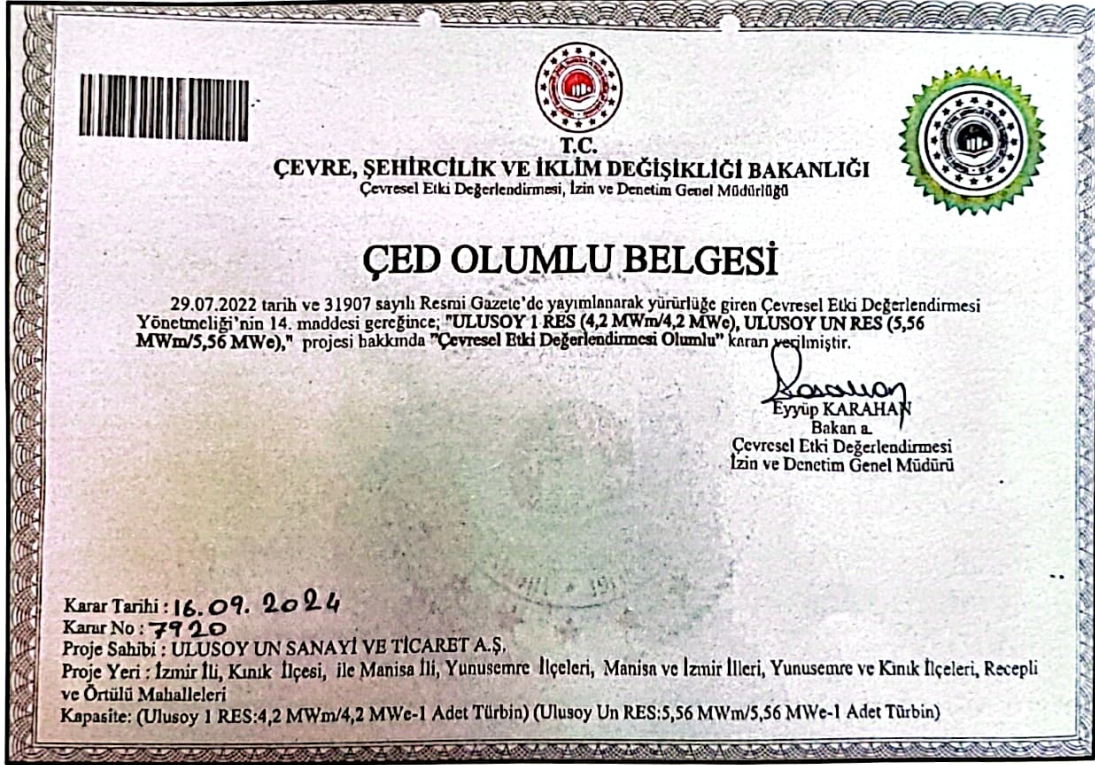 T.C.
ÇEVRE, ŞEHİRCİLİK VE İKLİM DEĞİŞİKLİĞİ BAKANLIĞI
Çevresel Etki Değerlendirmesi, İzin ve Denetim Genel Müdürlüğü
ÇED OLUMLU BELGESİ
29.07.2022 tarih ve 31907 sayılı Resmi Gazete'de yayımlanarak yürürlüğe giren Çevresel Etki Değerlendirmesi
Yönetmeliği'nin 14. maddesi gereğince; "ULUSOY 1 RES (4,2 MWm/4,2 MWe), ULUSOY UN RES (5,56
MWm/5,56 MWe)," projesi hakkında "Çevresel Etki Değerlendirmesi Olumlu" kararı verilmiştir.
Eyyüp KARAHAN
Bakan a.
Çevresel Etki Değerlendirmesi
İzin ve Denetim Genel Müdürü
Karar Tarihi : 16.09.2024
Karar No : 7920
Proje Sahibi : ULUSOY UN SANAYİ VE TİCARET A.Ş.
Proje Yeri : İzmir İli, Kınık İlçesi, ile Manisa İli, Yunusemre İlçeleri, Manisa ve İzmir İlleri, Yunusemre ve Kınık İlçeleri, Recepli
ve Örtülü Mahalleleri
Kapasite: (Ulusoy 1 RES:4,2 MWm/4,2 MWe-1 Adet Türbin) (Ulusoy Un RES:5,56 MWm/5,56 MWe-1 Adet Türbin)